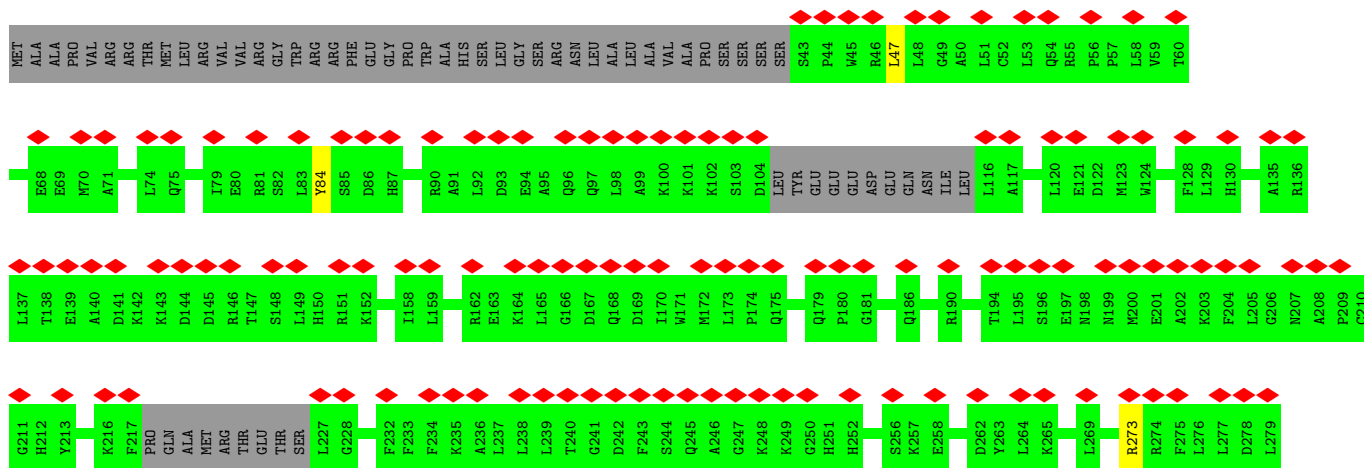 MET ALA ALA PRO VAL ARG ARG THR MET LEU ARG VAL VAL ARG GLY TRP ARG ARG PHE GLU GLY PRO TRP ALA HIS SER LEU GLY SER ARG ASN LEU ALA LEU ALA VAL ALA PRO SER SER SER SER S43 P44 W45 R46 L47 L48 G49 A50 L51 C52 L53 Q54 R55 P56 P57 L58 V59 T60
E68 E69 M70 A71 L74 Q75 I79 E80 R81 S82 L83 Y84 S85 D86 H87 R90 A91 L92 D93 E94 A95 Q96 Q97 L98 A99 K100 K101 K102 S103 D104 LEU TYR GLU GLU GLU ASP GLU GLN ASN ILE LEU L116 A117 L120 E121 D122 M123 W124 F128 L129 H130 A135 R136
L137 T138 E139 A140 D141 K142 K143 D144 D145 R146 T147 S148 L149 H150 R151 K152 I158 L159 R162 E163 K164 L165 G166 D167 Q168 D169 I170 W171 M172 L173 P174 Q175 Q179 P180 G181 Q186 R190 T194 L195 S196 E197 N198 N199 M200 E201 A202 K203 F204 L205 G206 N207 A208 P209 C210
G211 H212 Y213 K216 F217 PRO GLN ALA MET ARG THR GLU THR SER L227 G228 F232 F233 F234 K235 A236 L237 L238 L239 T240 G241 D242 F243 S244 Q245 A246 G247 K248 K249 G250 H251 H252 S256 K257 E258 D262 Y263 L264 K265 L269 R273 R274 F275 L276 L277 D278 L279